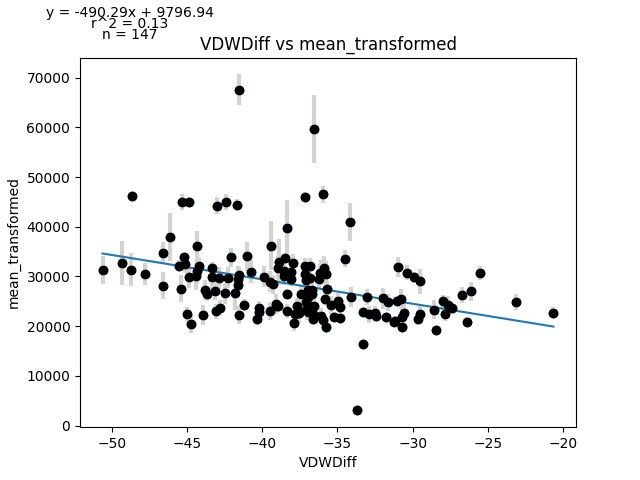 y = -490.29x + 9796.94
r^2 = 0.13
n = 147
VDWDiff vs mean_transformed
70000
60000
50000
40000
30000
20000
10000
0
mean_transformed
−50
−45
−40
−35
−30
−25
−20
VDWDiff